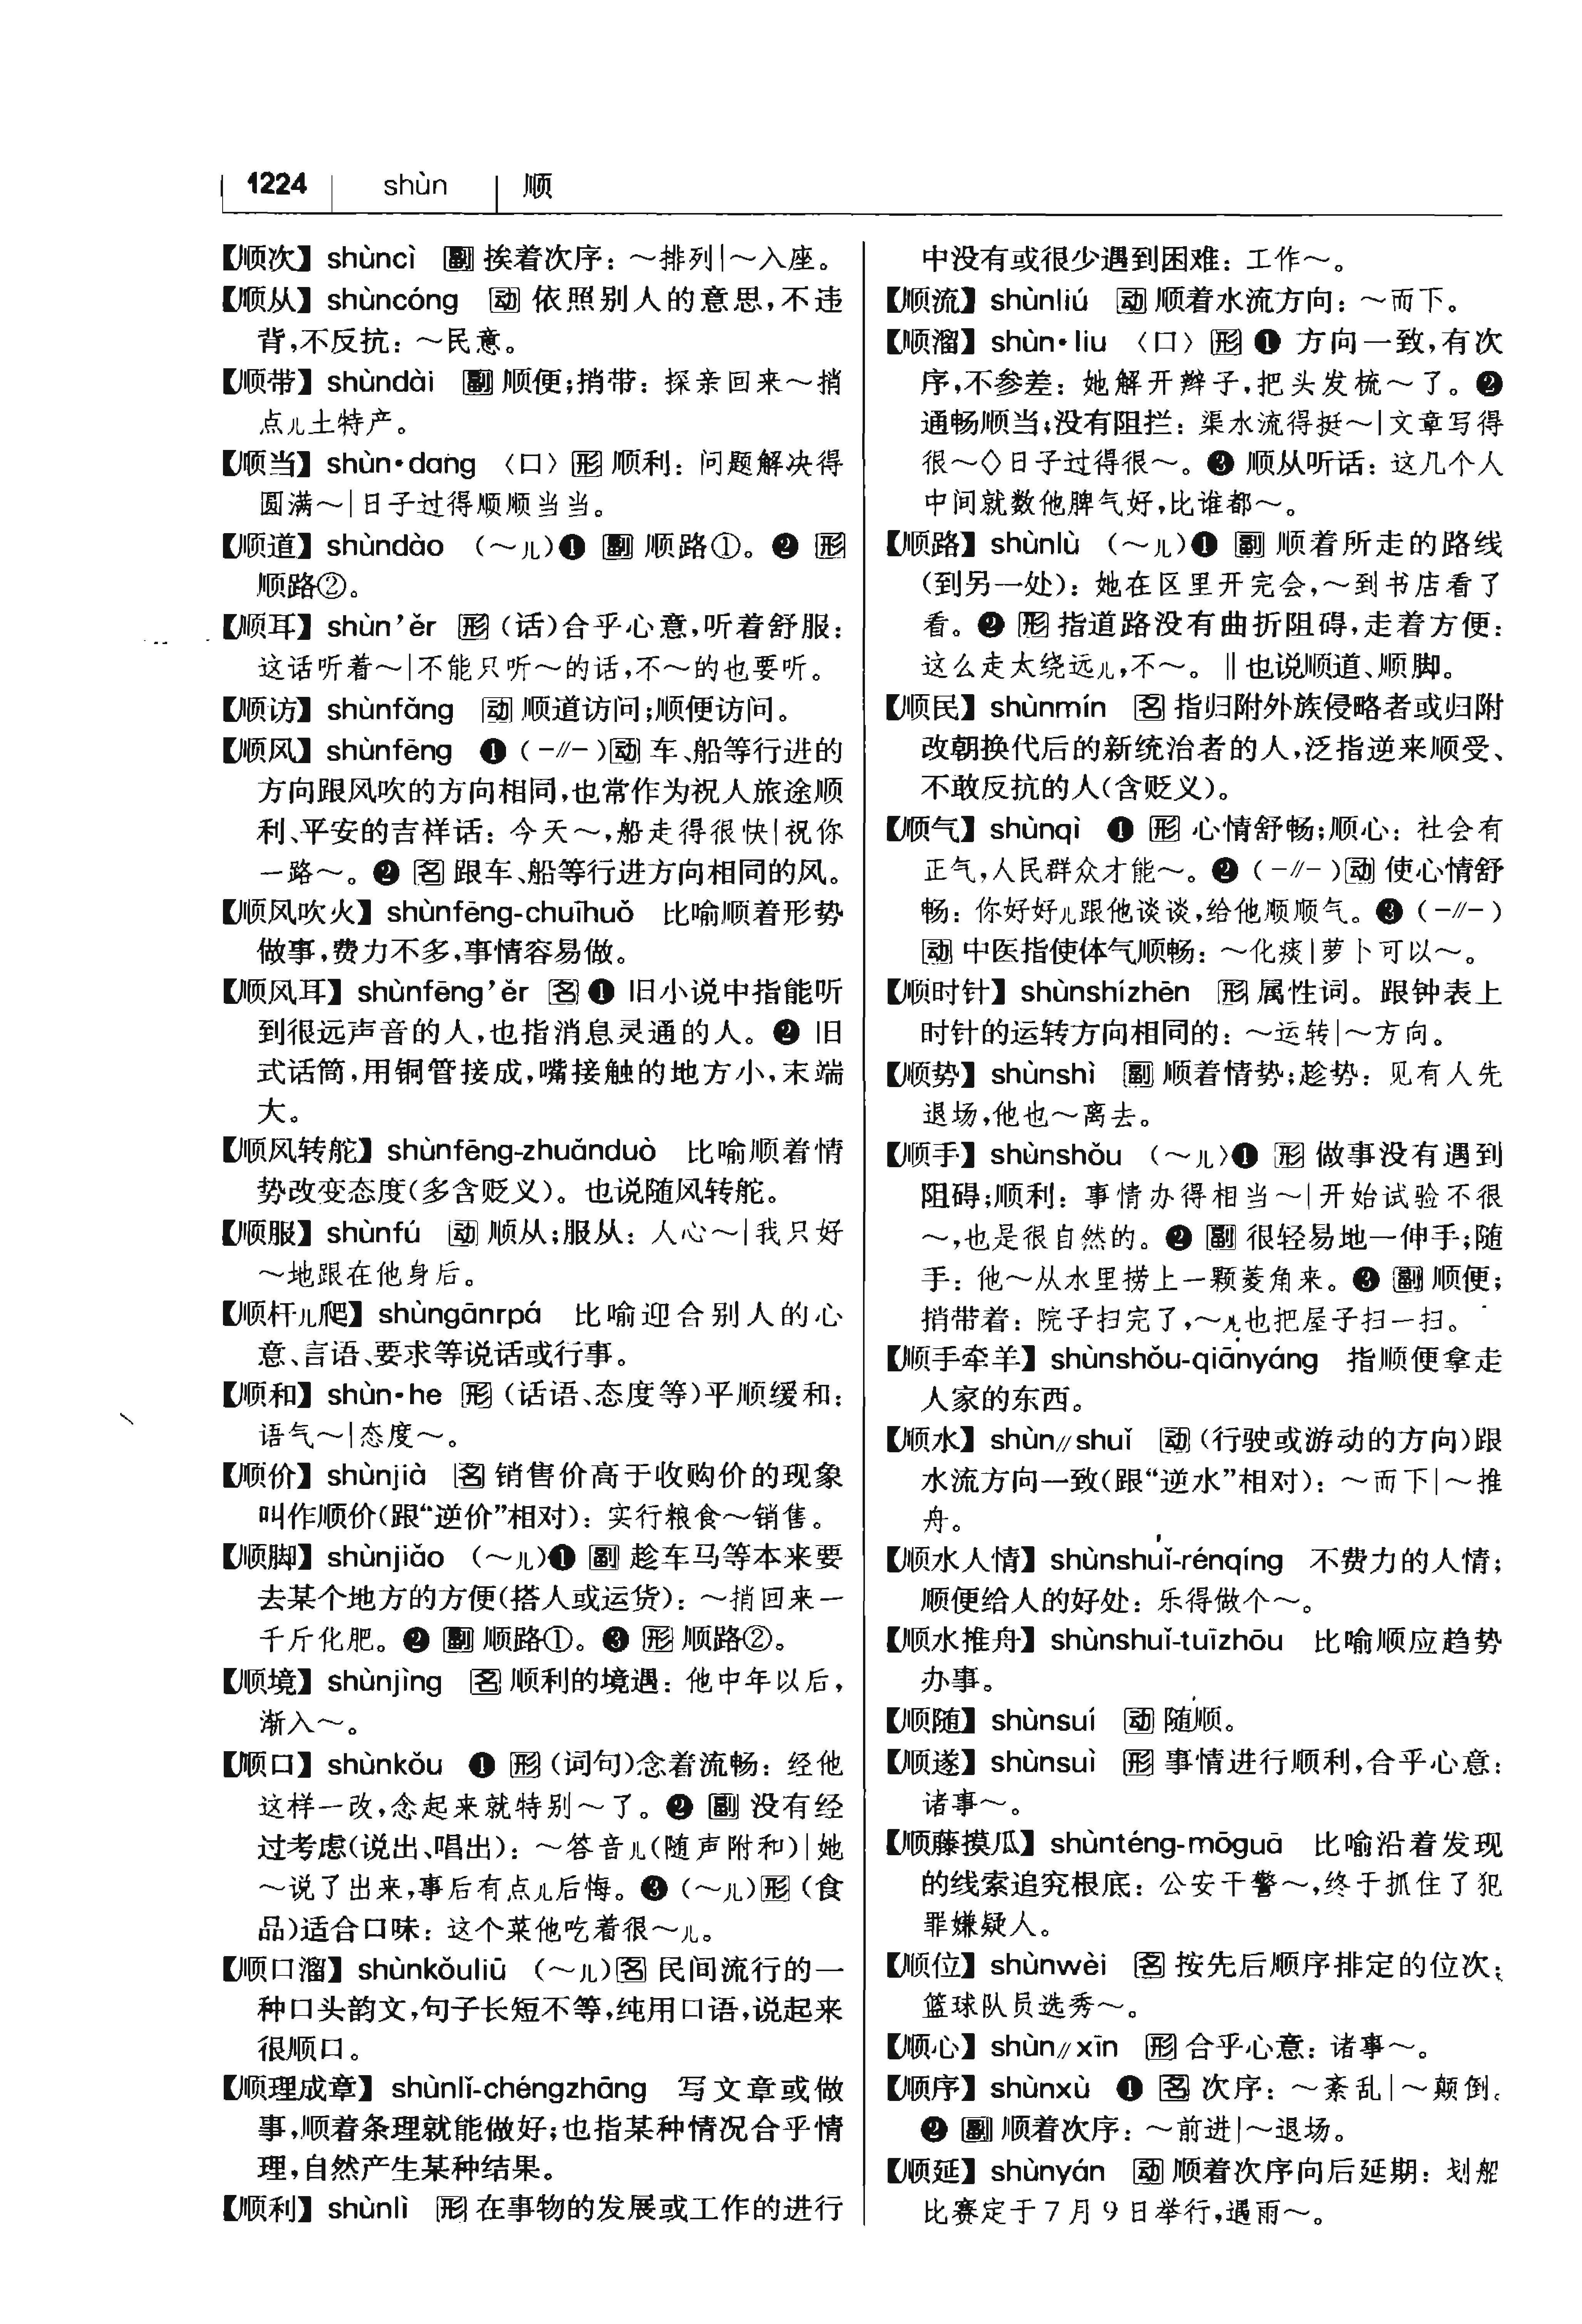 1224 shùn 顺
【顺次】shùncì 副 挨着次序：～排列|～入座。
【顺从】shùncóng 动 依照别人的意思，不违
背，不反抗：～民意。
【顺带】shùndài 副 顺便；捎带：探亲回来～捎
点儿土特产。
【顺当】shùn·dang 〈口〉形 顺利：问题解决得
圆满～|日子过得顺顺当当。
【顺道】shùndào （～儿）❶ 副 顺路①。❷ 形
顺路②。
【顺耳】shùn’ěr 形（话）合乎心意，听着舒服：
这话听着～|不能只听～的话，不～的也要听。
【顺访】shùnfǎng 动 顺道访问；顺便访问。
【顺风】shùnfēng ❶（-//-）动 车、船等行进的
方向跟风吹的方向相同，也常作为祝人旅途顺
利、平安的吉祥话：今天～，船走得很快|祝你
一路～。❷ 名 跟车、船等行进方向相同的风。
【顺风吹火】shùnfēng-chuīhuǒ 比喻顺着形势
做事，费力不多，事情容易做。
【顺风耳】shùnfēng’ěr 名 ❶ 旧小说中指能听
到很远声音的人，也指消息灵通的人。❷ 旧
式话筒，用铜管接成，嘴接触的地方小，末端
大。
【顺风转舵】shùnfēng-zhuǎnduò 比喻顺着情
势改变态度（多含贬义）。也说随风转舵。
【顺服】shùnfú 动 顺从；服从：人心～|我只好
～地跟在他身后。
【顺杆儿爬】shùngānrpá 比喻迎合别人的心
意、言语、要求等说话或行事。
【顺和】shùn·he 形（话语、态度等）平顺缓和：
语气～|态度～。
【顺价】shùnjià 名 销售价高于收购价的现象
叫作顺价（跟“逆价”相对）：实行粮食～销售。
【顺脚】shùnjiǎo （～儿）❶ 副 趁车马等本来要
去某个地方的方便（搭人或运货）：～捎回来一
千斤化肥。❷ 副 顺路①。❸ 形 顺路②。
【顺境】shùnjìng 名 顺利的境遇：他中年以后，
渐入～。
【顺口】shùnkǒu ❶ 形（词句）念着流畅：经他
这样一改，念起来就特别～了。❷ 副 没有经
过考虑（说出、唱出）：～答音儿（随声附和）|她
～说了出来，事后有点儿后悔。❸（～儿）形（食
品）适合口味：这个菜他吃着很～儿。
【顺口溜】shùnkǒuliū （～儿）名 民间流行的一
种口头韵文，句子长短不等，纯用口语，说起来
很顺口。
【顺理成章】shùnlǐ-chéngzhāng 写文章或做
事，顺着条理就能做好；也指某种情况合乎情
理，自然产生某种结果。
【顺利】shùnlì 形 在事物的发展或工作的进行
中没有或很少遇到困难：工作～。
【顺流】shùnliú 动 顺着水流方向：～而下。
【顺溜】shùn·liu 〈口〉形 ❶ 方向一致，有次
序，不参差：她解开辫子，把头发梳～了。❷
通畅顺当；没有阻拦：渠水流得挺～|文章写得
很～◇日子过得很～。❸ 顺从听话：这几个人
中间就数他脾气好，比谁都～。
【顺路】shùnlù （～儿）❶ 副 顺着所走的路线
（到另一处）：她在区里开完会，～到书店看了
看。❷ 形 指道路没有曲折阻碍，走着方便：
这么走太绕远儿，不～。‖也说顺道、顺脚。
【顺民】shùnmín 名 指归附外族侵略者或归附
改朝换代后的新统治者的人，泛指逆来顺受、
不敢反抗的人（含贬义）。
【顺气】shùnqì ❶ 形 心情舒畅；顺心：社会有
正气，人民群众才能～。❷（-//-）动 使心情舒
畅：你好好儿跟他谈谈，给他顺顺气。❸（-//-）
动 中医指使体气顺畅：～化痰|萝卜可以～。
【顺时针】shùnshízhēn 形 属性词。跟钟表上
时针的运转方向相同的：～运转|～方向。
【顺势】shùnshì 副 顺着情势；趁势：见有人先
退场，他也～离去。
【顺手】shùnshǒu （～儿）❶ 形 做事没有遇到
阻碍；顺利：事情办得相当～|开始试验不很
～，也是很自然的。❷ 副 很轻易地一伸手；随
手：他～从水里捞上一颗菱角来。❸ 副 顺便；
捎带着：院子扫完了，～儿也把屋子扫一扫。
【顺手牵羊】shùnshǒu-qiānyáng 指顺便拿走
人家的东西。
【顺水】shùn//shuǐ 动（行驶或游动的方向）跟
水流方向一致（跟“逆水”相对）：～而下|～推
舟。
【顺水人情】shùnshuǐ-rénqíng 不费力的人情；
顺便给人的好处：乐得做个～。
【顺水推舟】shùnshuǐ-tuīzhōu 比喻顺应趋势
办事。
【顺随】shùnsuí 动 随顺。
【顺遂】shùnsuì 形 事情进行顺利，合乎心意：
诸事～。
【顺藤摸瓜】shùnténg-mōguā 比喻沿着发现
的线索追究根底：公安干警～，终于抓住了犯
罪嫌疑人。
【顺位】shùnwèi 名 按先后顺序排定的位次：
篮球队员选秀～。
【顺心】shùn//xīn 形 合乎心意：诸事～。
【顺序】shùnxù ❶ 名 次序：～紊乱|～颠倒。
❷ 副 顺着次序：～前进|～退场。
【顺延】shùnyán 动 顺着次序向后延期：划船
比赛定于7月9日举行，遇雨～。